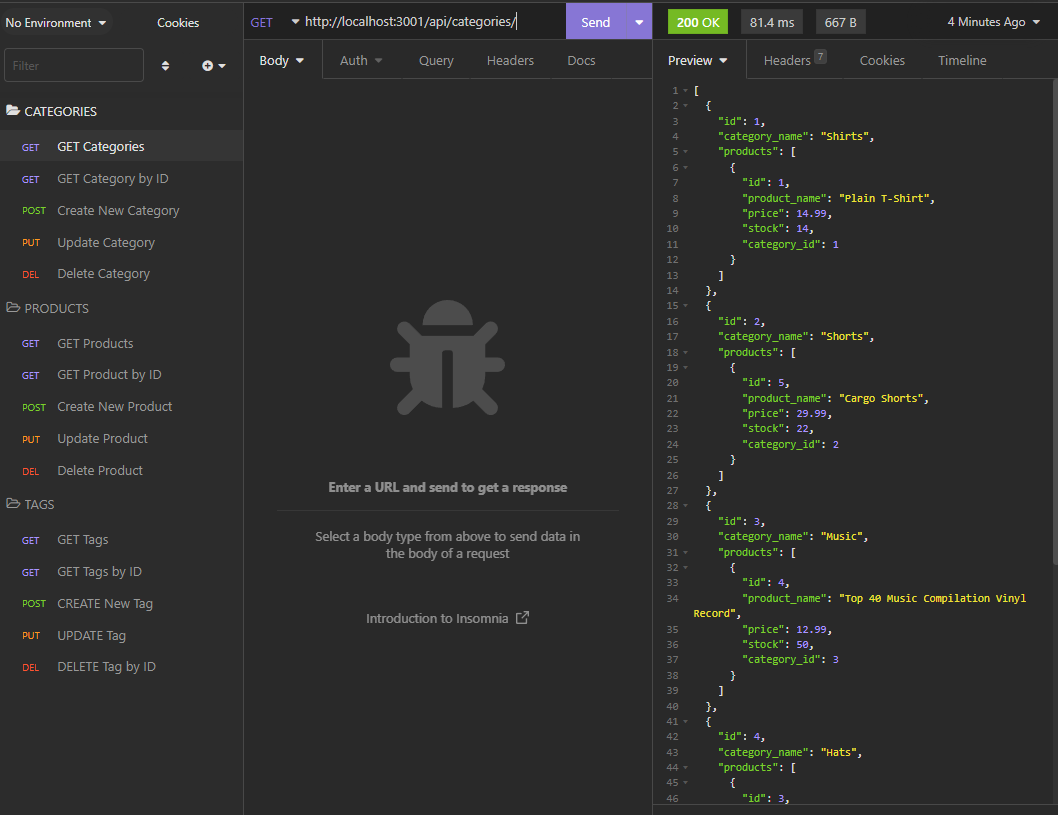 No Environment
Cookies
Filter
CATEGORIES
GET GET Categories
GET GET Category by ID
POST Create New Category
PUT Update Category
DEL Delete Category
PRODUCTS
GET GET Products
GET GET Product by ID
POST Create New Product
PUT Update Product
DEL Delete Product
TAGS
GET GET Tags
GET GET Tags by ID
POST CREATE New Tag
PUT UPDATE Tag
DEL DELETE Tag by ID
GET http://localhost:3001/api/categories/ Send
Body Auth Query Headers Docs
Enter a URL and send to get a response
Select a body type from above to send data in
the body of a request
Introduction to Insomnia
200 OK 81.4 ms 667 B 4 Minutes Ago
Preview Headers 7 Cookies Timeline
1 [
2 {
3 "id": 1,
4 "category_name": "Shirts",
5 "products": [
6 {
7 "id": 1,
8 "product_name": "Plain T-Shirt",
9 "price": 14.99,
10 "stock": 14,
11 "category_id": 1
12 }
13 ]
14 },
15 {
16 "id": 2,
17 "category_name": "Shorts",
18 "products": [
19 {
20 "id": 5,
21 "product_name": "Cargo Shorts",
22 "price": 29.99,
23 "stock": 22,
24 "category_id": 2
25 }
26 ]
27 },
28 {
29 "id": 3,
30 "category_name": "Music",
31 "products": [
32 {
33 "id": 4,
34 "product_name": "Top 40 Music Compilation Vinyl
Record",
35 "price": 12.99,
36 "stock": 50,
37 "category_id": 3
38 }
39 ]
40 },
41 {
42 "id": 4,
43 "category_name": "Hats",
44 "products": [
45 {
46 "id": 3,